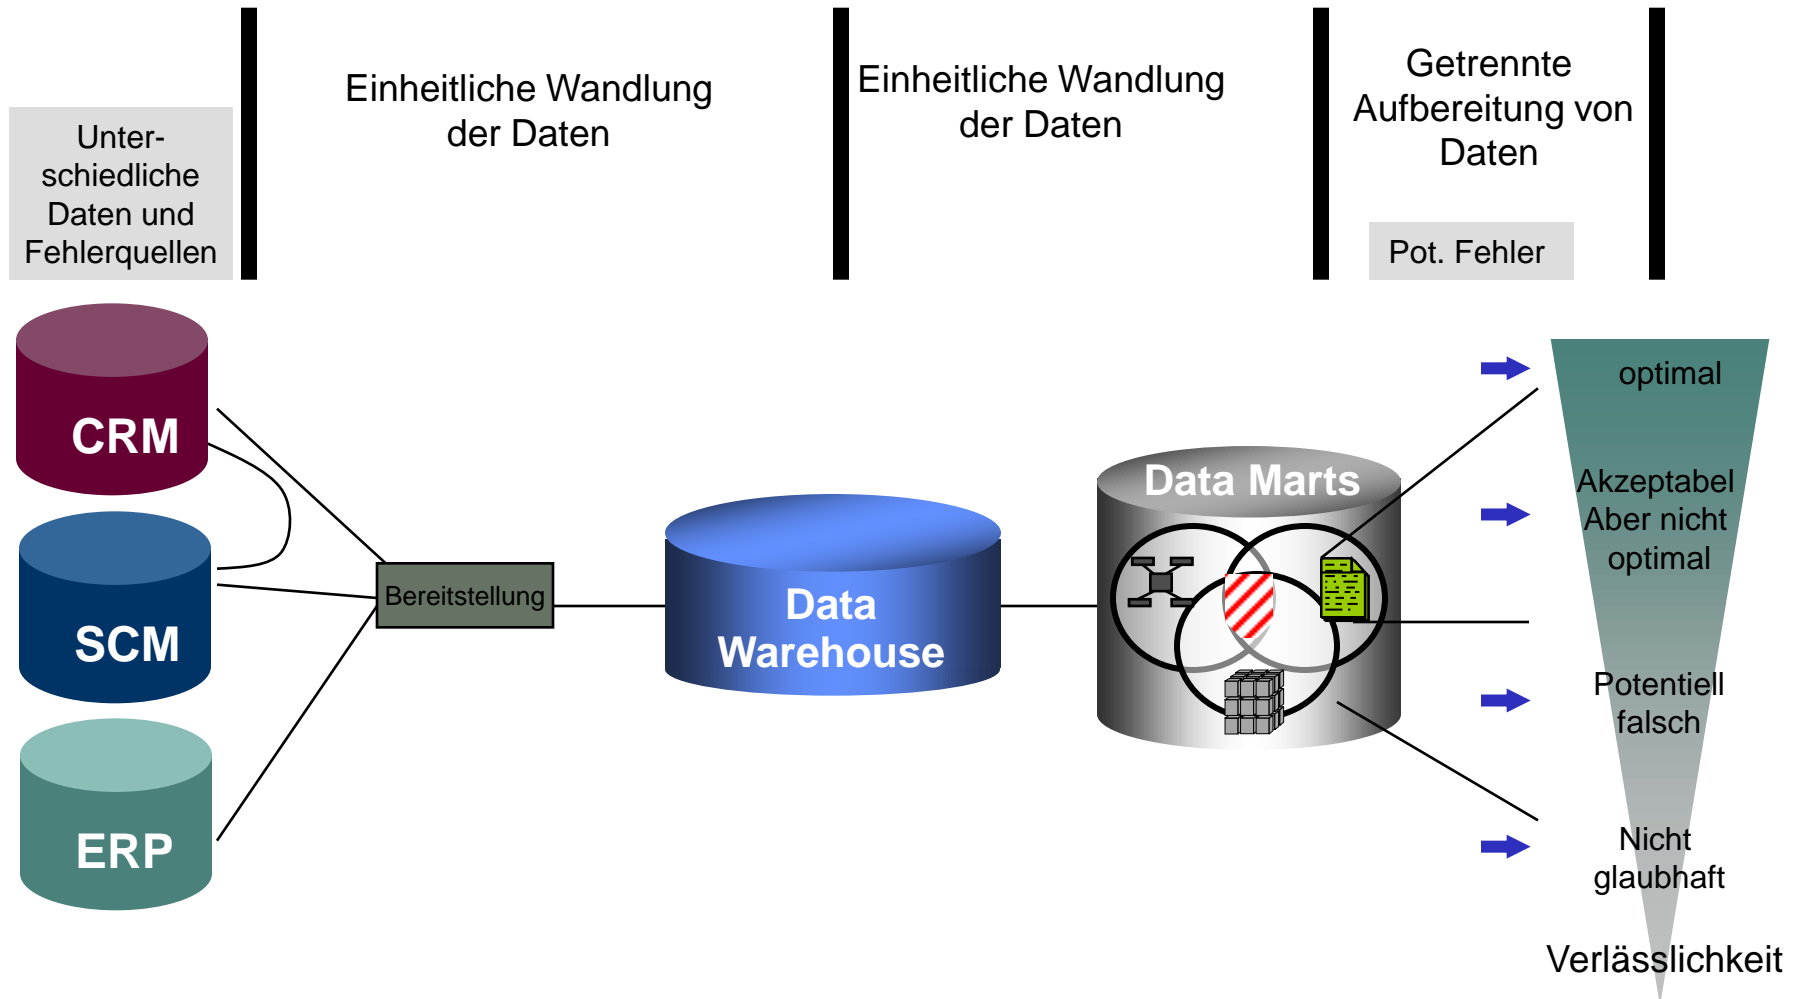 Unter-
schiedliche
Daten und
Fehlerquellen
Einheitliche Wandlung
der Daten
Einheitliche Wandlung
der Daten
Getrennte
Aufbereitung von
Daten
Pot. Fehler
CRM
SCM
ERP
Bereitstellung
Data
Warehouse
Data Marts
optimal
Akzeptabel
Aber nicht
optimal
Potentiell
falsch
Nicht
glaubhaft
Verlässlichkeit